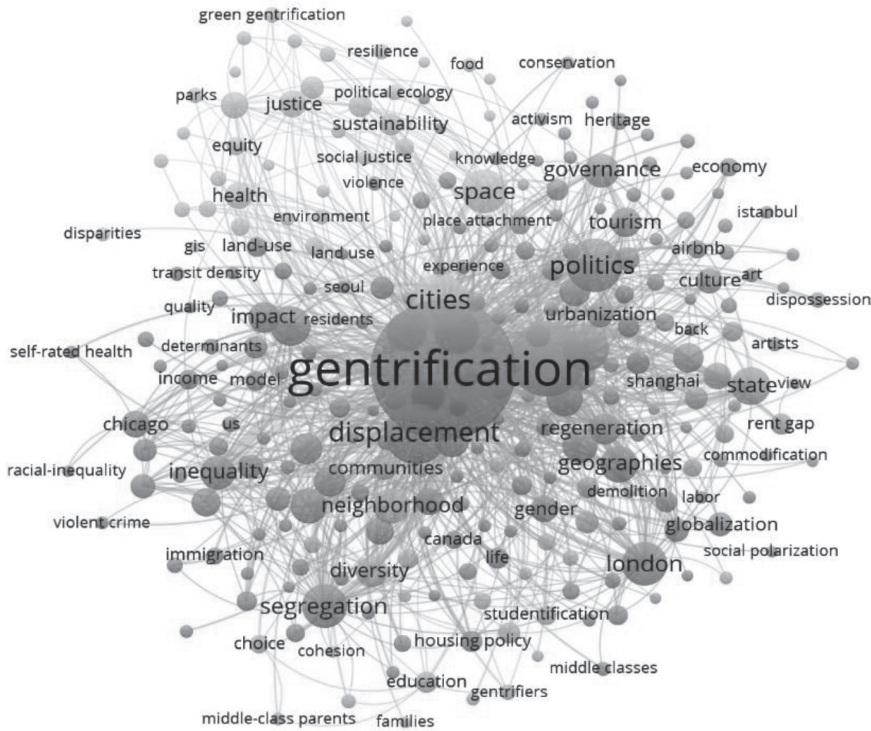 green gentrification
resilience
food
conservation
parks
justice
political ecology
sustainability
activism
heritage
equity
social justice
knowledge
governance
economy
violence
health
space
environment
place attachment
tourism
istanbul
disparities
gis
land-use
land use
experience
politics
airbnb
transit density
seoul
culture
art
cities
dispossession
quality
impact
residents
urbanization
back
self-rated health
determinants
artists
income
model
gentrification
shanghai
state
view
chicago
us
displacement
regeneration
rent gap
racial-inequality
inequality
communities
geographies
commodification
demolition
labor
violent crime
neighborhood
gender
globalization
immigration
canada
life
social polarization
diversity
london
segregation
studentification
choice
cohesion
housing policy
middle classes
education
gentrifiers
middle-class parents
families